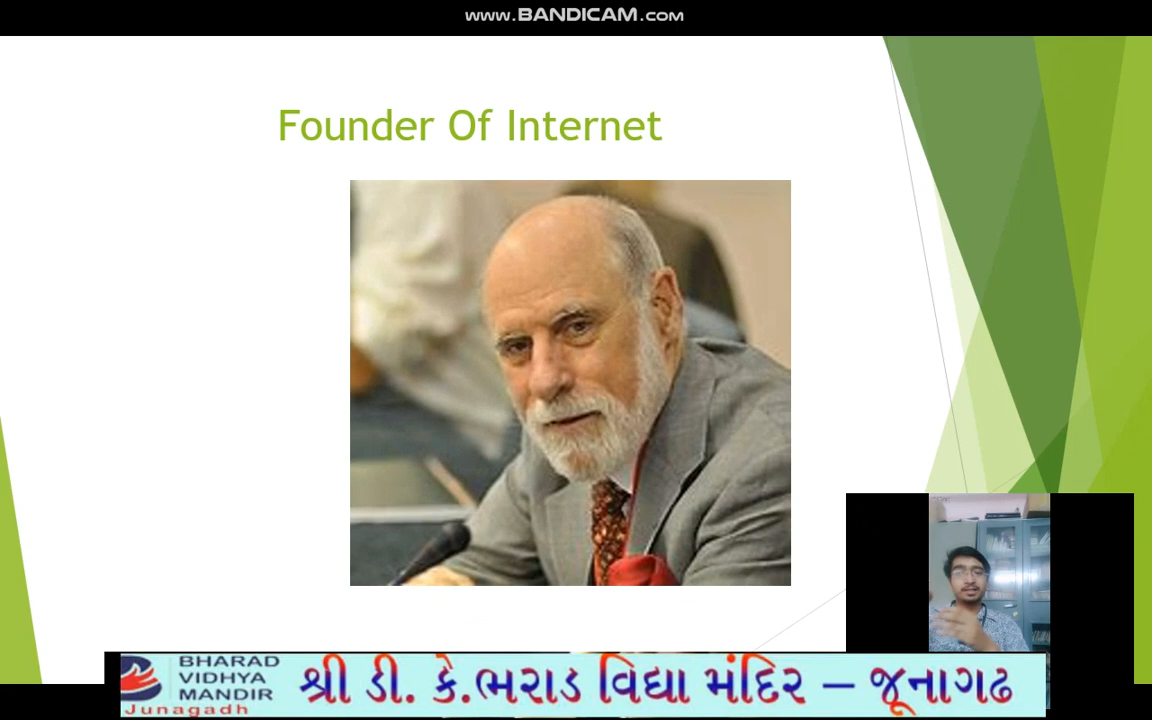 www.BANDICAM.com
Founder Of Internet
BHARAD
VIDHYA
MANDIR
Junagadh
શ્રી ડી. કે.ભરાડ વિદ્યા મંદિર – જૂનાગઢ